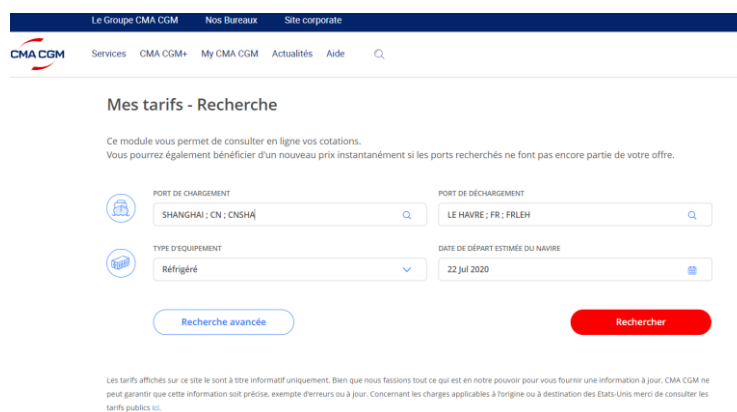 Le Groupe CMA CGM Nos Bureaux Site corporate
CMA CGM Services CMA CGM+ My CMA CGM Actualités Aide
Mes tarifs - Recherche
Ce module vous permet de consulter en ligne vos cotations.
Vous pourrez également bénéficier d'un nouveau prix instantanément si les ports recherchés ne font pas encore partie de votre offre.
PORT DE CHARGEMENT PORT DE DÉCHARGEMENT
SHANGHAI ; CN ; CNSHA LE HAVRE ; FR ; FRLEH
TYPE D'EQUIPEMENT DATE DE DÉPART ESTIMÉE DU NAVIRE
Réfrigéré 22 Jul 2020
Recherche avancée Rechercher
Les tarifs affichés sur ce site le sont à titre informatif uniquement. Bien que nous fassions tout ce qui est en notre pouvoir pour vous fournir une information à jour, CMA CGM ne
peut garantir que cette information soit précise, exempte d'erreurs ou à jour. Concernant les charges applicables à l'origine ou à destination des Etats-Unis merci de consulter les
tarifs publics ici.